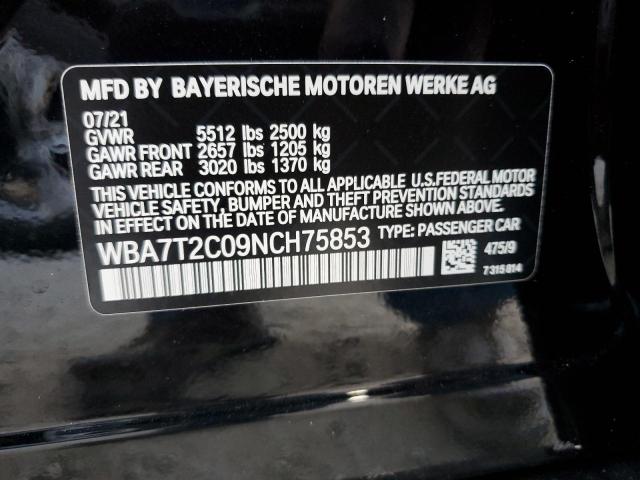 MFD BY BAYERISCHE MOTOREN WERKE AG
07/21
GVWR 5512 lbs 2500 kg
GAWR FRONT 2657 lbs 1205 kg
GAWR REAR 3020 lbs 1370 kg
THIS VEHICLE CONFORMS TO ALL APPLICABLE U.S.FEDERAL MOTOR
VEHICLE SAFETY, BUMPER AND THEFT PREVENTION STANDARDS
IN EFFECT ON THE DATE OF MANUFACTURE SHOWN ABOVE.
WBA7T2C09NCH75853 TYPE: PASSENGER CAR
475/9
7315814